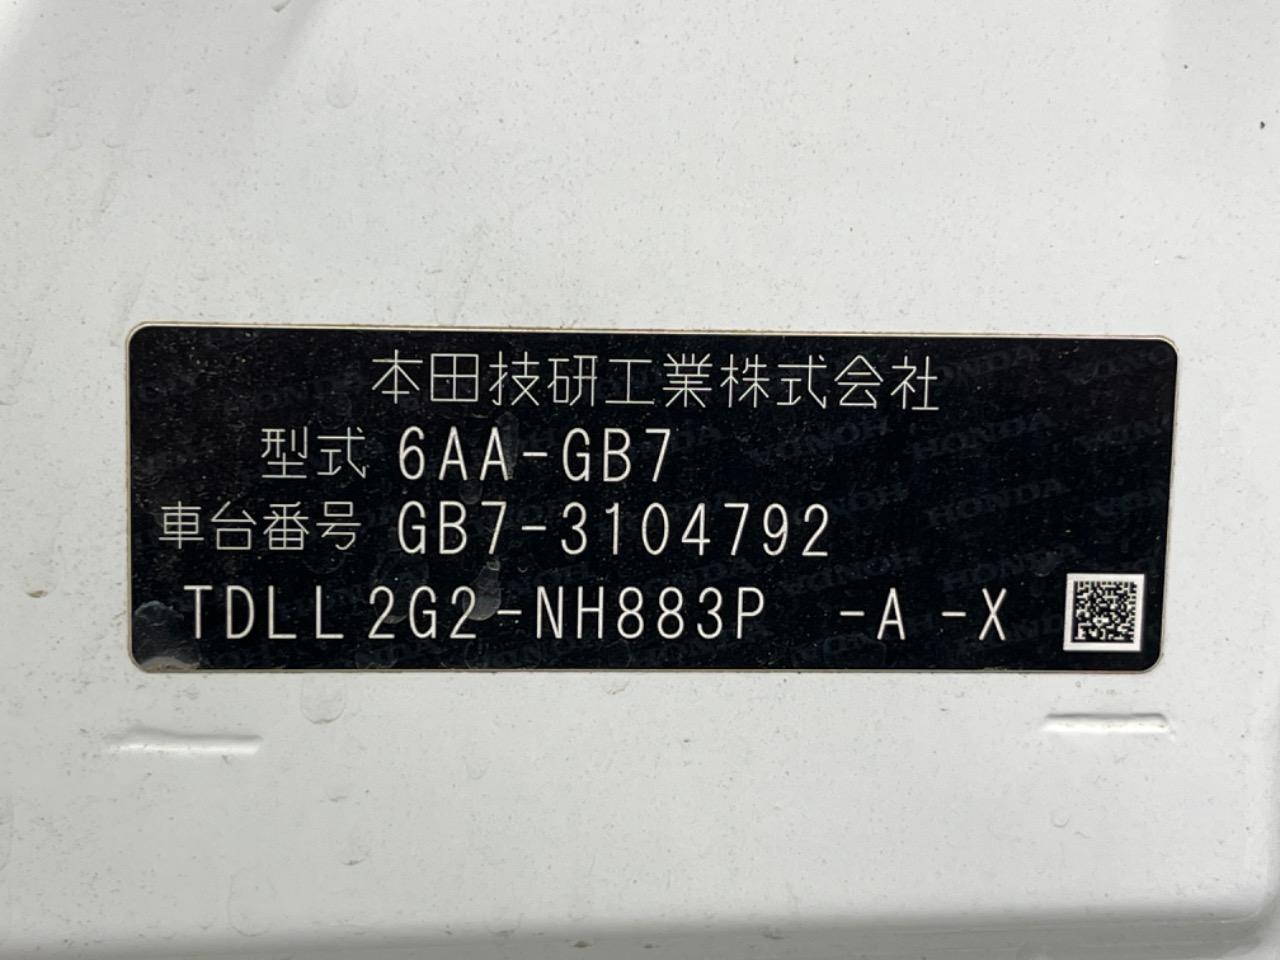 本田技研工業株式会社
型式 6AA-GB7
車台番号 GB7-3104792
TDLL2G2-NH883P -A -X